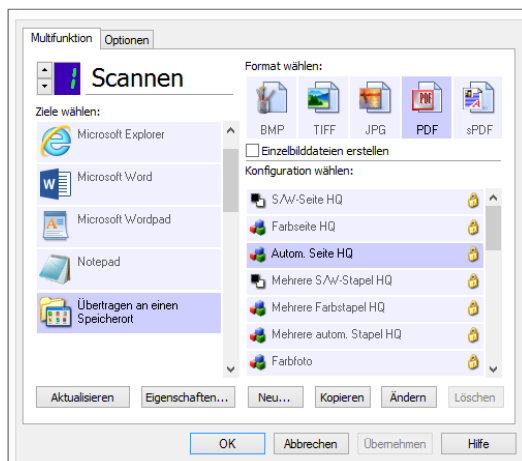 Multifunktion
Optionen
1
Scannen
Ziele wählen:
Microsoft Explorer
Microsoft Word
Microsoft Wordpad
Notepad
Übertragen an einen
Speicherort
Format wählen:
BMP
TIFF
JPG
PDF
sPDF
Einzelbilddateien erstellen
Konfiguration wählen:
S/W-Seite HQ
Farbseite HQ
Autom. Seite HQ
Mehrere S/W-Stapel HQ
Mehrere Farbstapel HQ
Mehrere autom. Stapel HQ
Farbfoto
Aktualisieren
Eigenschaften...
Neu...
Kopieren
Ändern
Löschen
OK
Abbrechen
Übernehmen
Hilfe